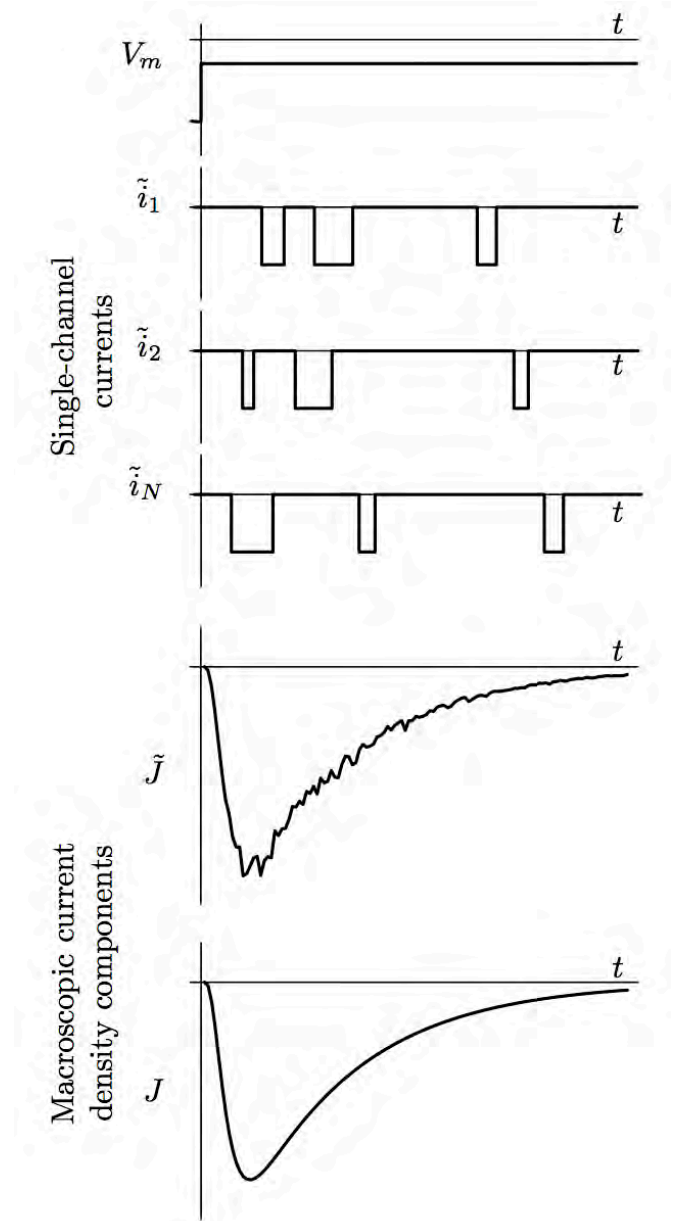 t
V_m
ĩ_1
t
Single-channel
currents
ĩ_2
t
ĩ_N
t
t
J̃
Macroscopic current
density components
t
J